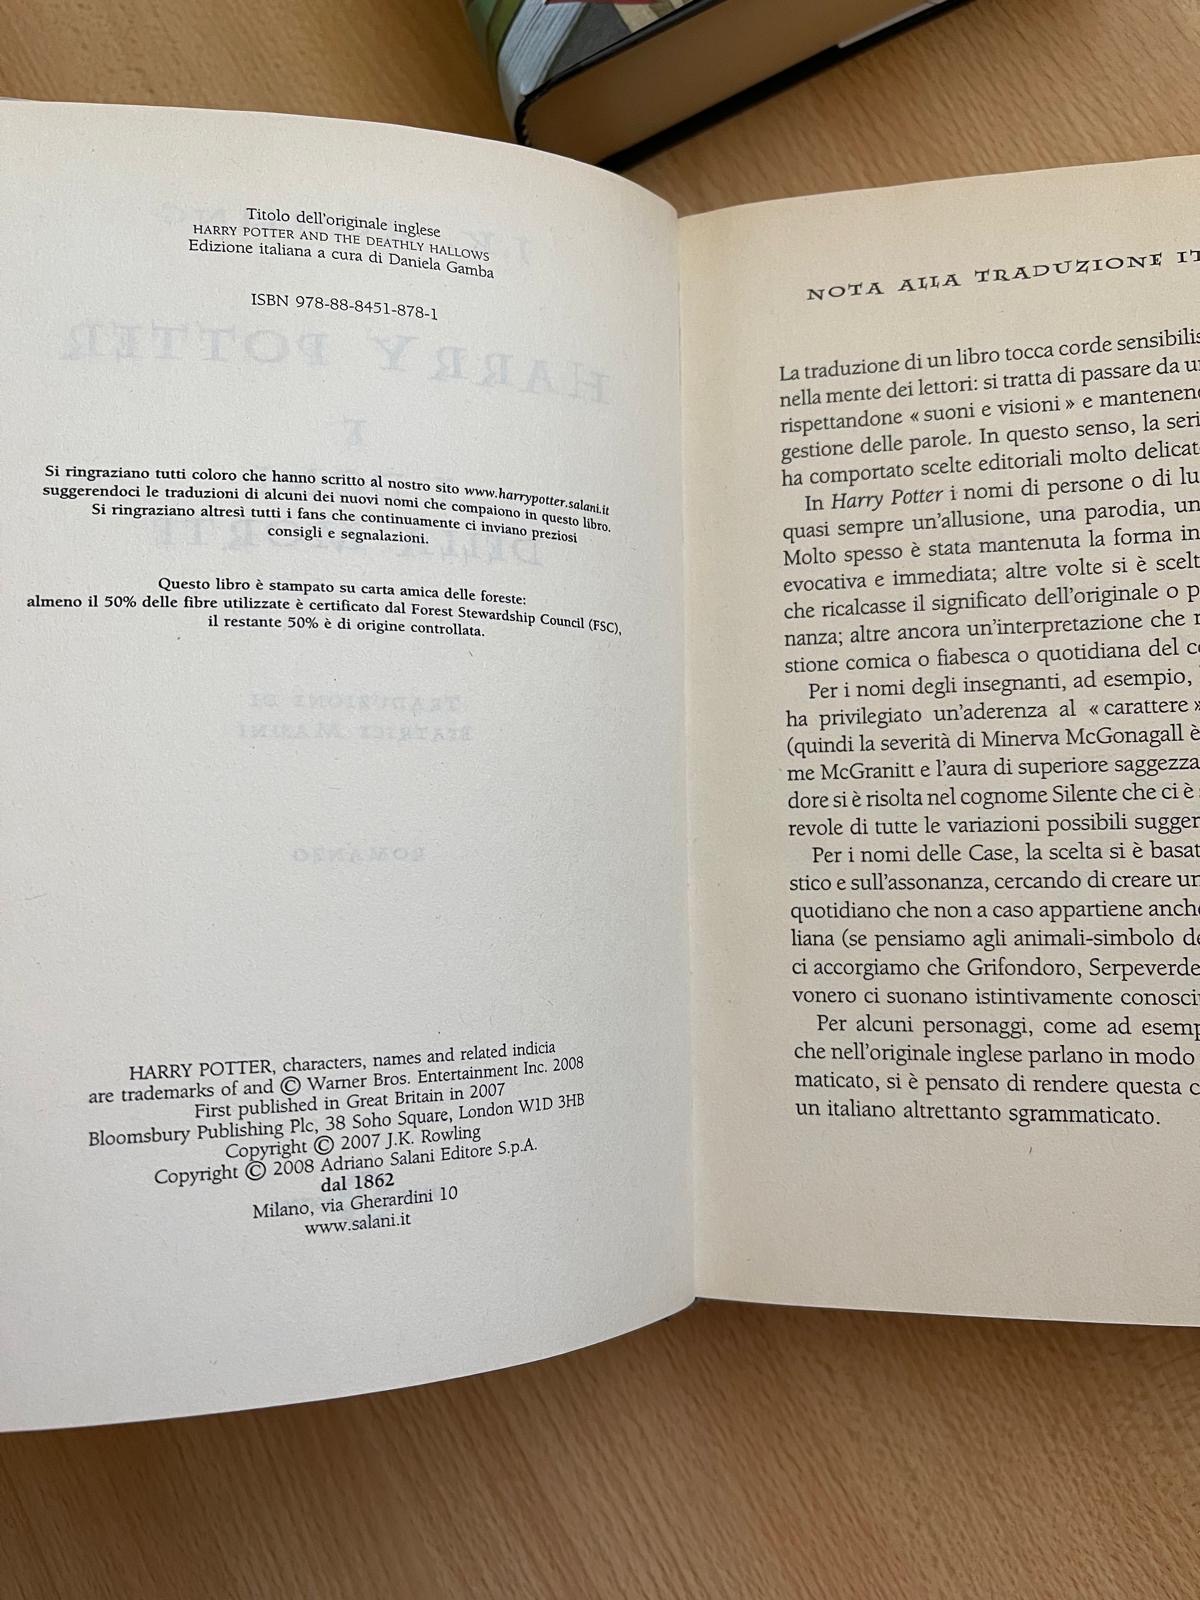 Titolo dell'originale inglese
HARRY POTTER AND THE DEATHLY HALLOWS
Edizione italiana a cura di Daniela Gamba
ISBN 978-88-8451-878-1
Si ringraziano tutti coloro che hanno scritto al nostro sito www.harrypotter.salani.it
suggerendoci le traduzioni di alcuni dei nuovi nomi che compaiono in questo libro.
Si ringraziano altresì tutti i fans che continuamente ci inviano preziosi
consigli e segnalazioni.
Questo libro è stampato su carta amica delle foreste:
almeno il 50% delle fibre utilizzate è certificato dal Forest Stewardship Council (FSC),
il restante 50% è di origine controllata.
HARRY POTTER, characters, names and related indicia
are trademarks of and © Warner Bros. Entertainment Inc. 2008
First published in Great Britain in 2007
Bloomsbury Publishing Plc, 38 Soho Square, London W1D 3HB
Copyright © 2007 J.K. Rowling
Copyright © 2008 Adriano Salani Editore S.p.A.
dal 1862
Milano, via Gherardini 10
www.salani.it
NOTA ALLA TRADUZIONE IT
La traduzione di un libro tocca corde sensibilis
nella mente dei lettori: si tratta di passare da u
rispettandone « suoni e visioni » e mantenend
gestione delle parole. In questo senso, la seri
ha comportato scelte editoriali molto delicat
In Harry Potter i nomi di persone o di lu
quasi sempre un'allusione, una parodia, un
Molto spesso è stata mantenuta la forma in
evocativa e immediata; altre volte si è scelt
che ricalcasse il significato dell'originale o p
nanza; altre ancora un'interpretazione che r
stione comica o fiabesca o quotidiana del c
Per i nomi degli insegnanti, ad esempio,
ha privilegiato un'aderenza al « carattere »
(quindi la severità di Minerva McGonagall è
me McGranitt e l'aura di superiore saggezza
dore si è risolta nel cognome Silente che ci è
revole di tutte le variazioni possibili sugger
Per i nomi delle Case, la scelta si è basat
stico e sull'assonanza, cercando di creare un
quotidiano che non a caso appartiene anche
liana (se pensiamo agli animali-simbolo de
ci accorgiamo che Grifondoro, Serpeverde
vonero ci suonano istintivamente conosci
Per alcuni personaggi, come ad esemp
che nell'originale inglese parlano in modo
maticato, si è pensato di rendere questa c
un italiano altrettanto sgrammaticato.